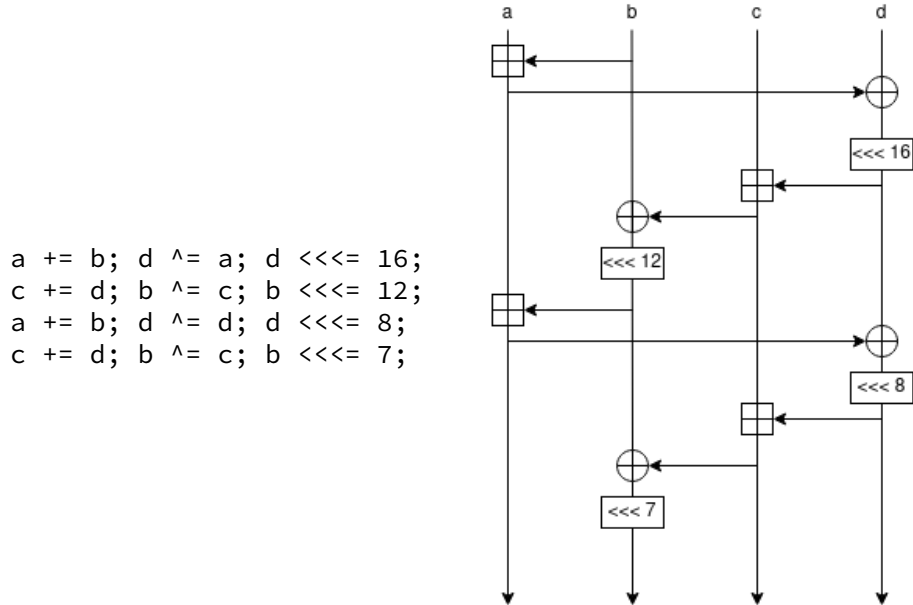 a b c d
<<< 16
a += b; d ^= a; d <<<= 16;
c += d; b ^= c; b <<<= 12;
a += b; d ^= d; d <<<= 8;
c += d; b ^= c; b <<<= 7;
<<< 12
<<< 8
<<< 7